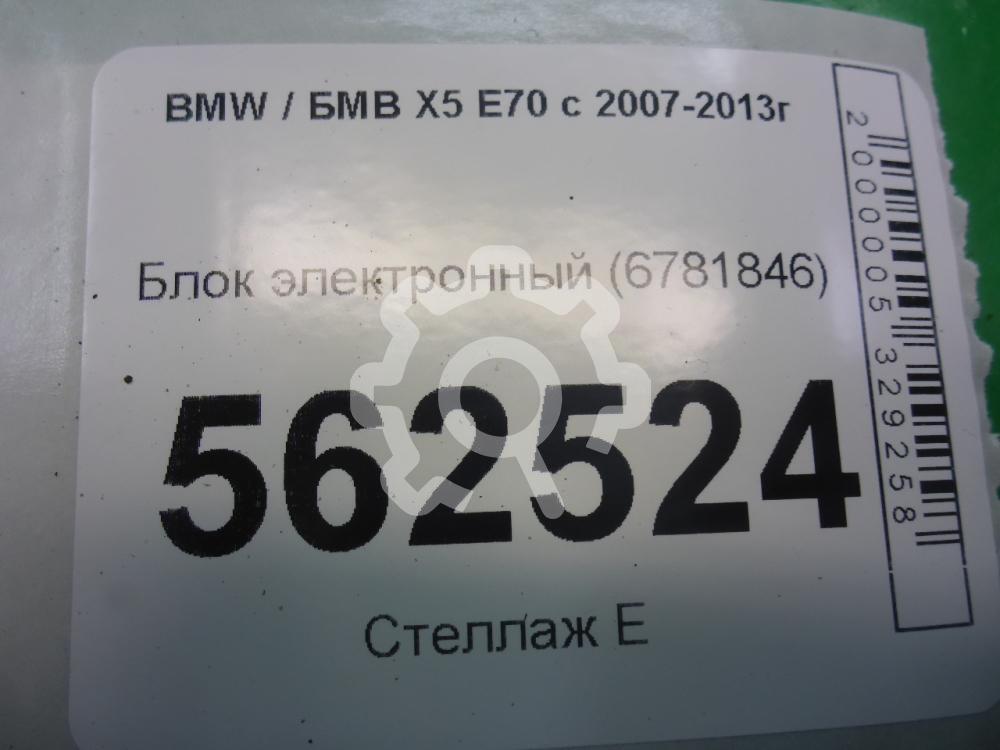 BMW / БМВ X5 E70 с 2007-2013г
Блок электронный (6781846)
562524
Стеллаж Е
2000005329258